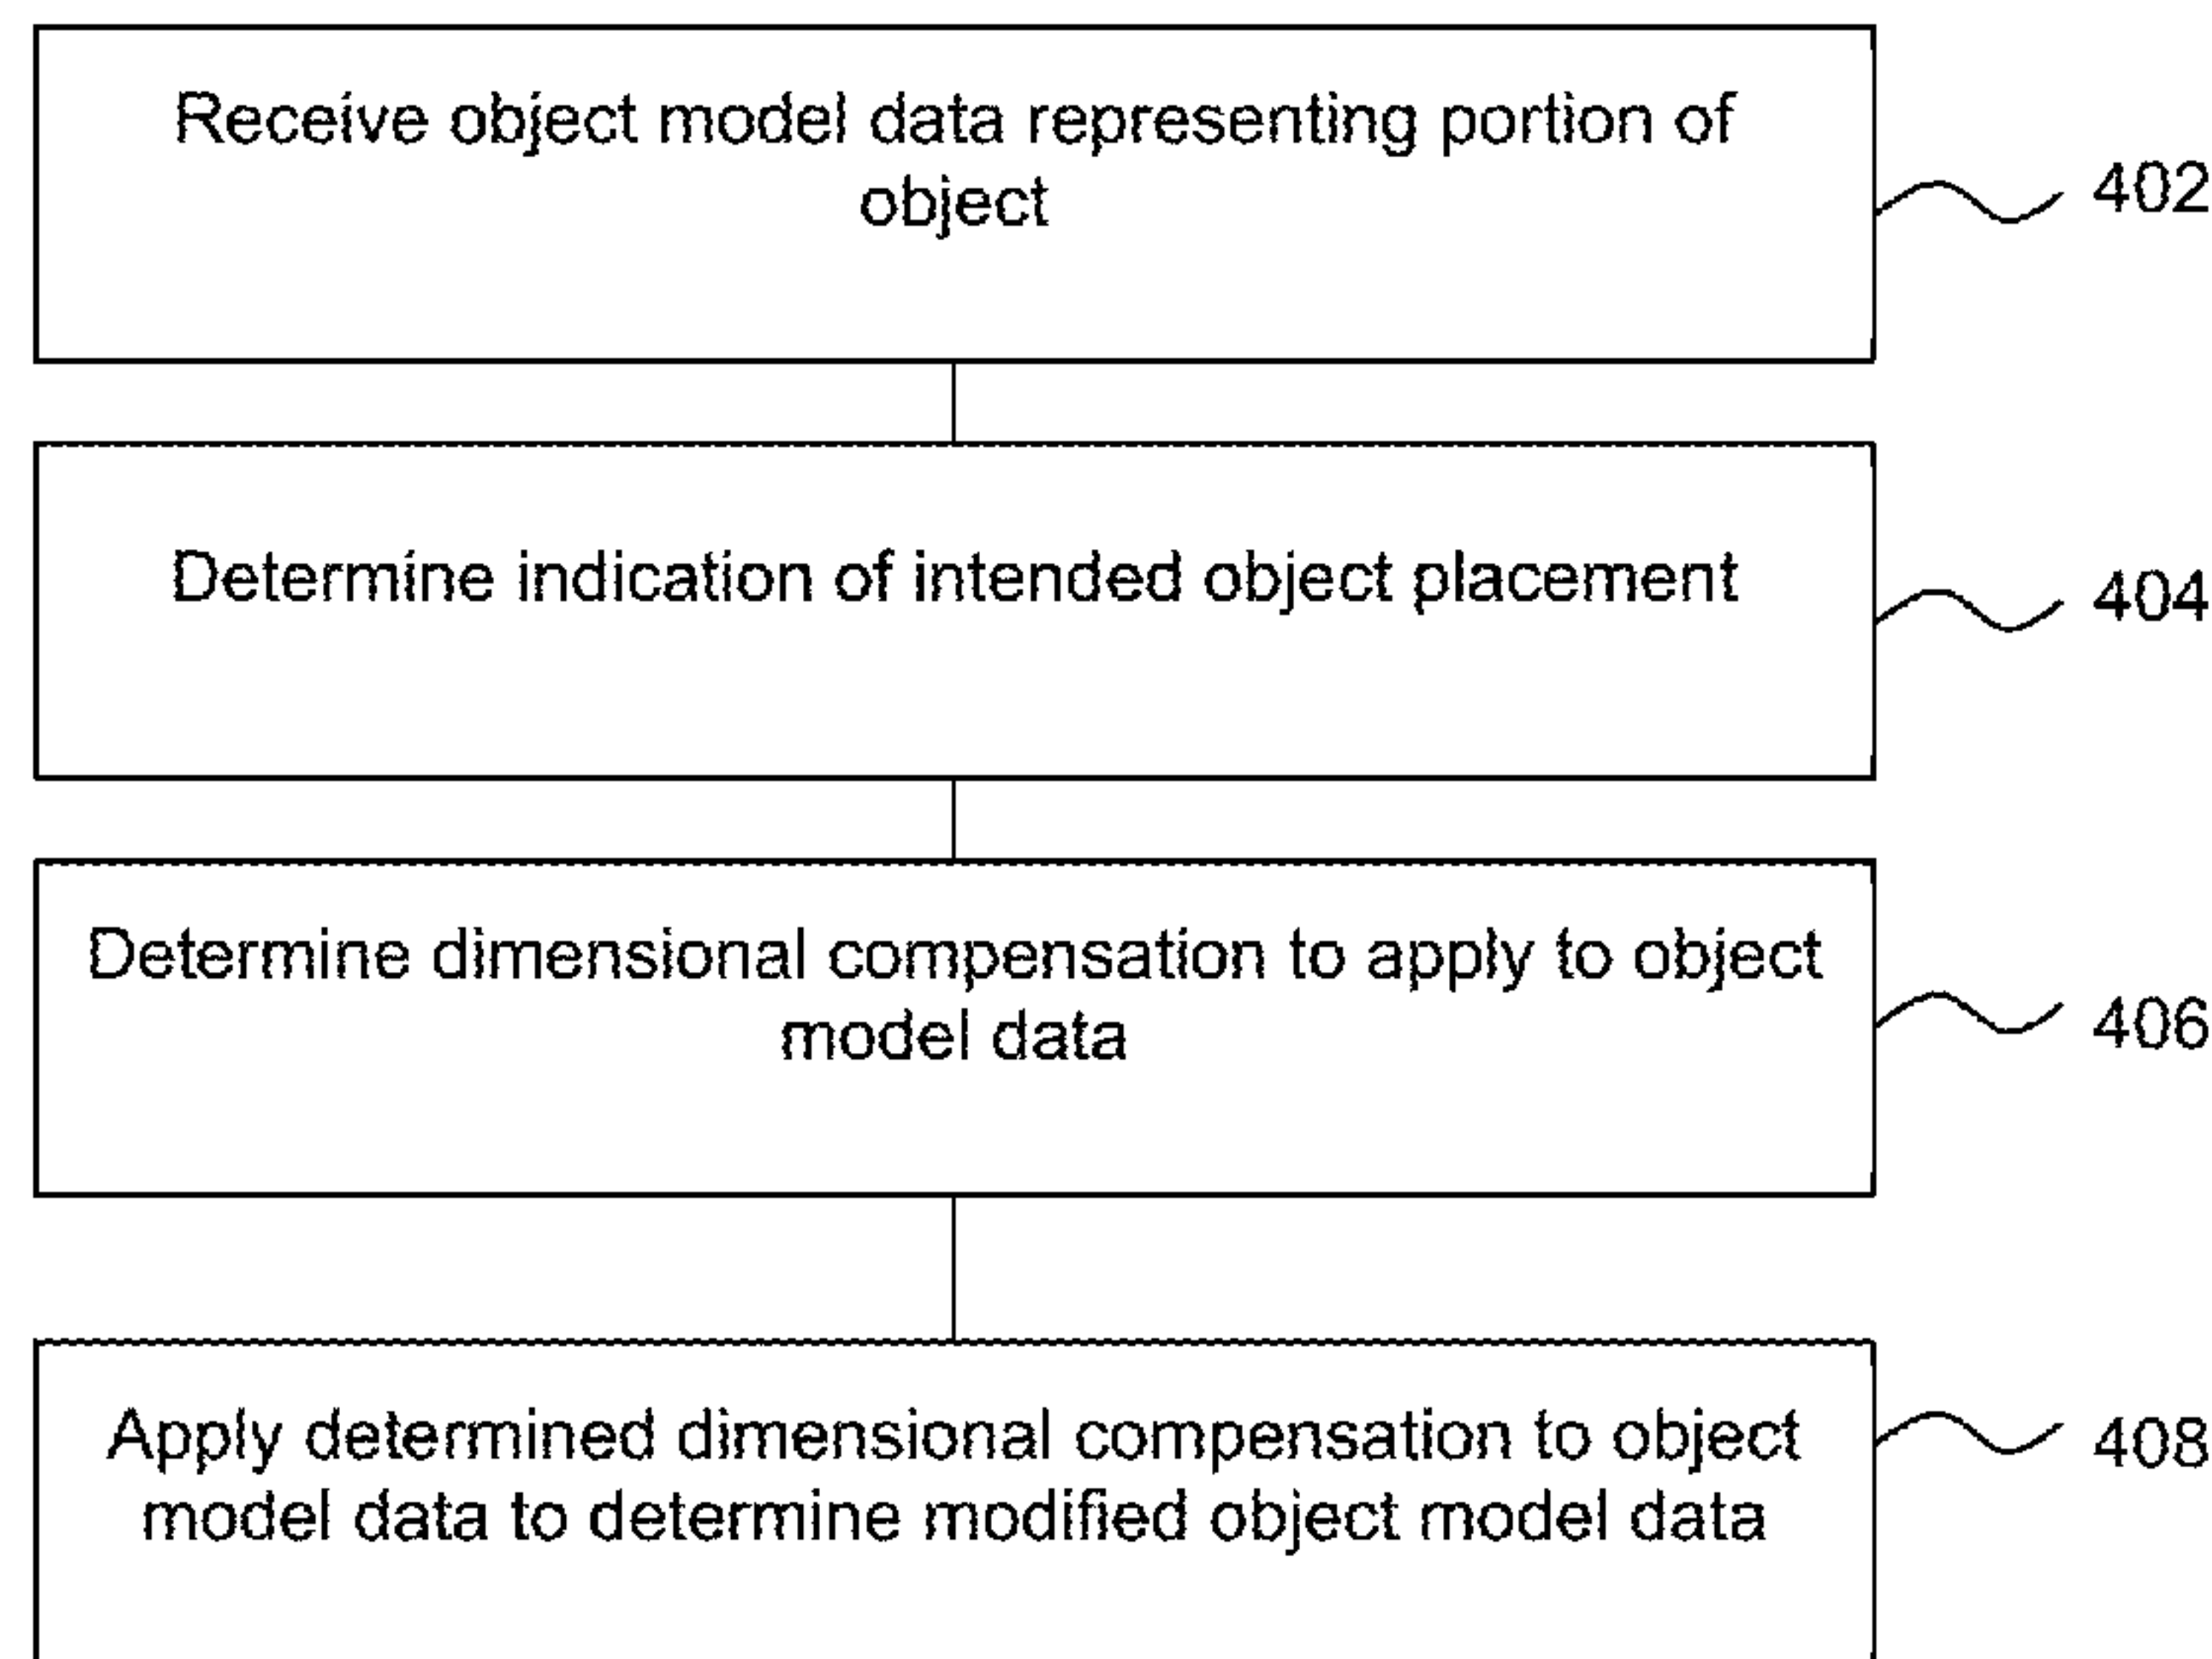 Receive object model data representing portion of
object
402
Determine indication of intended object placement
404
Determine dimensional compensation to apply to object
model data
406
Apply determined dimensional compensation to object
model data to determine modified object model data
408